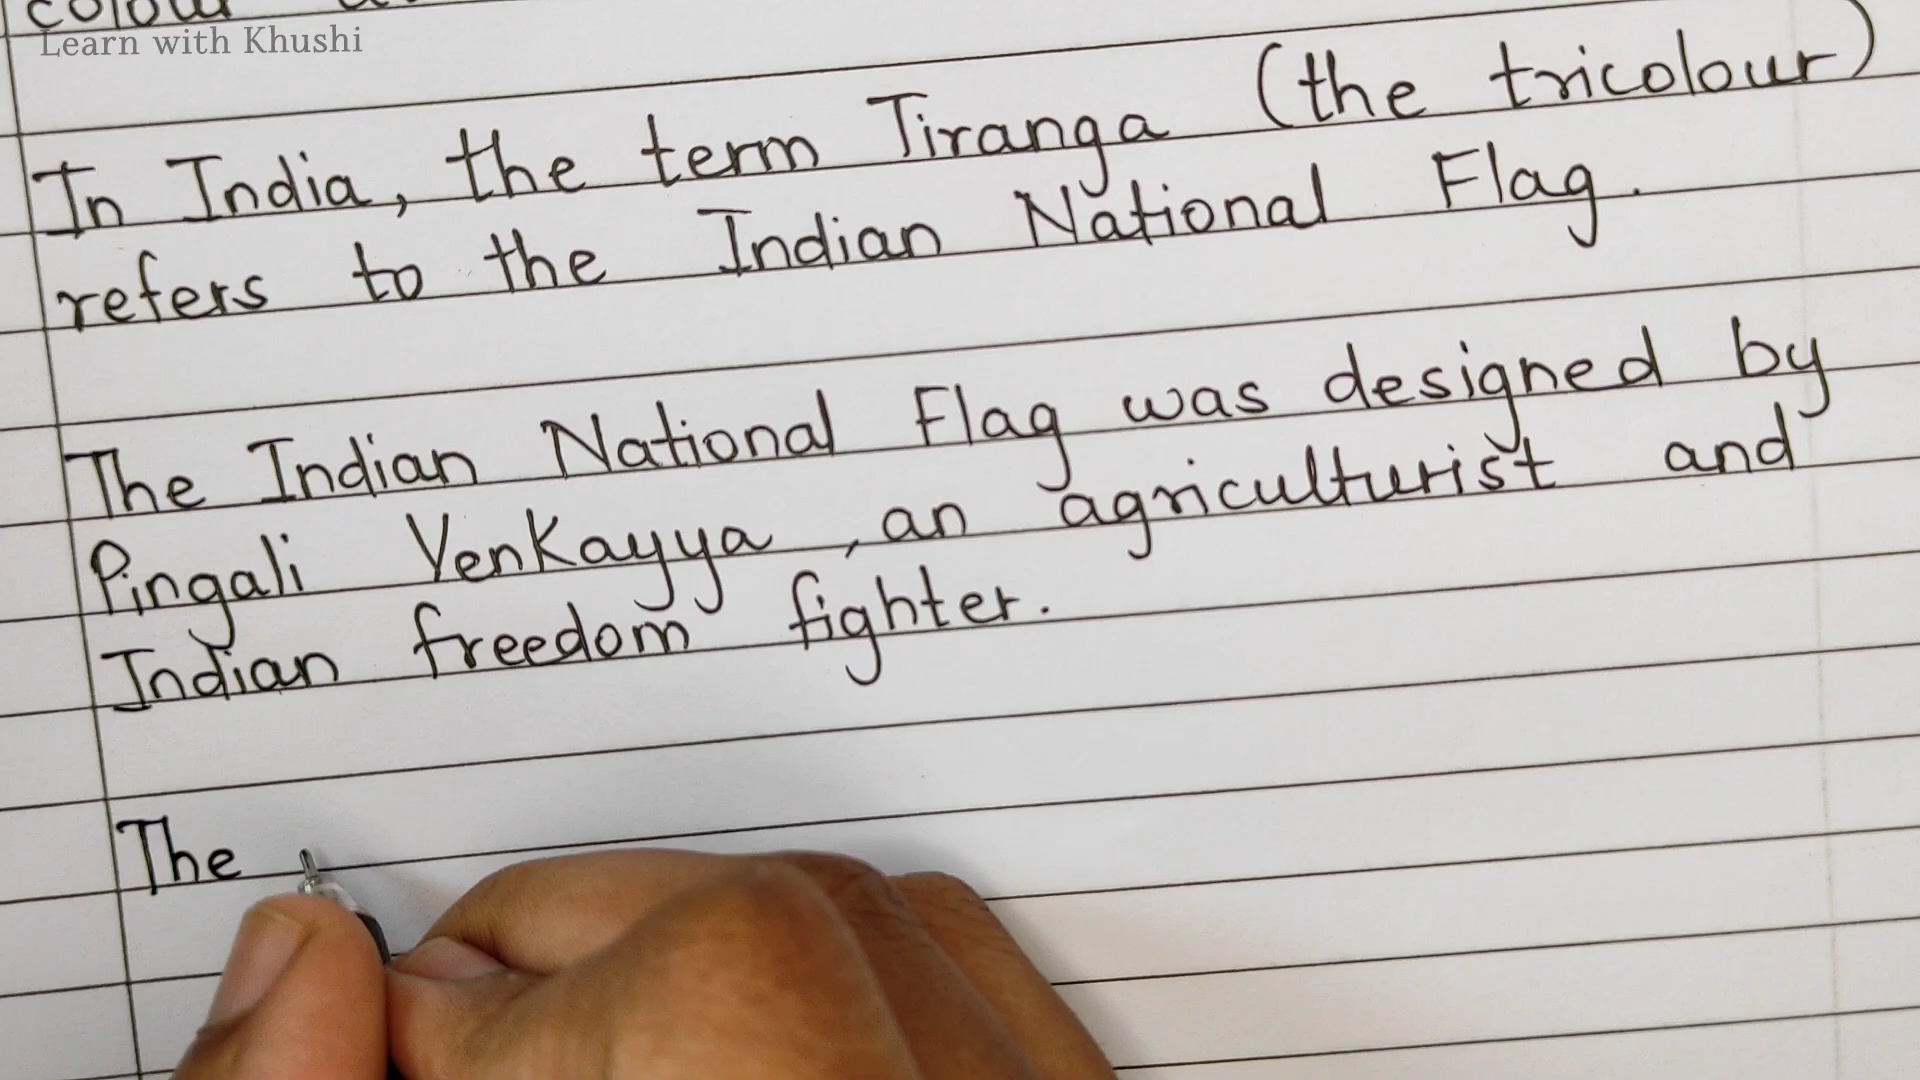 colour
Learn with Khushi
In India, the term Tiranga (the tricolour)
refers to the Indian National Flag.
The Indian National Flag was designed by
Pingali Venkayya, an agriculturist and
Indian freedom fighter.
The